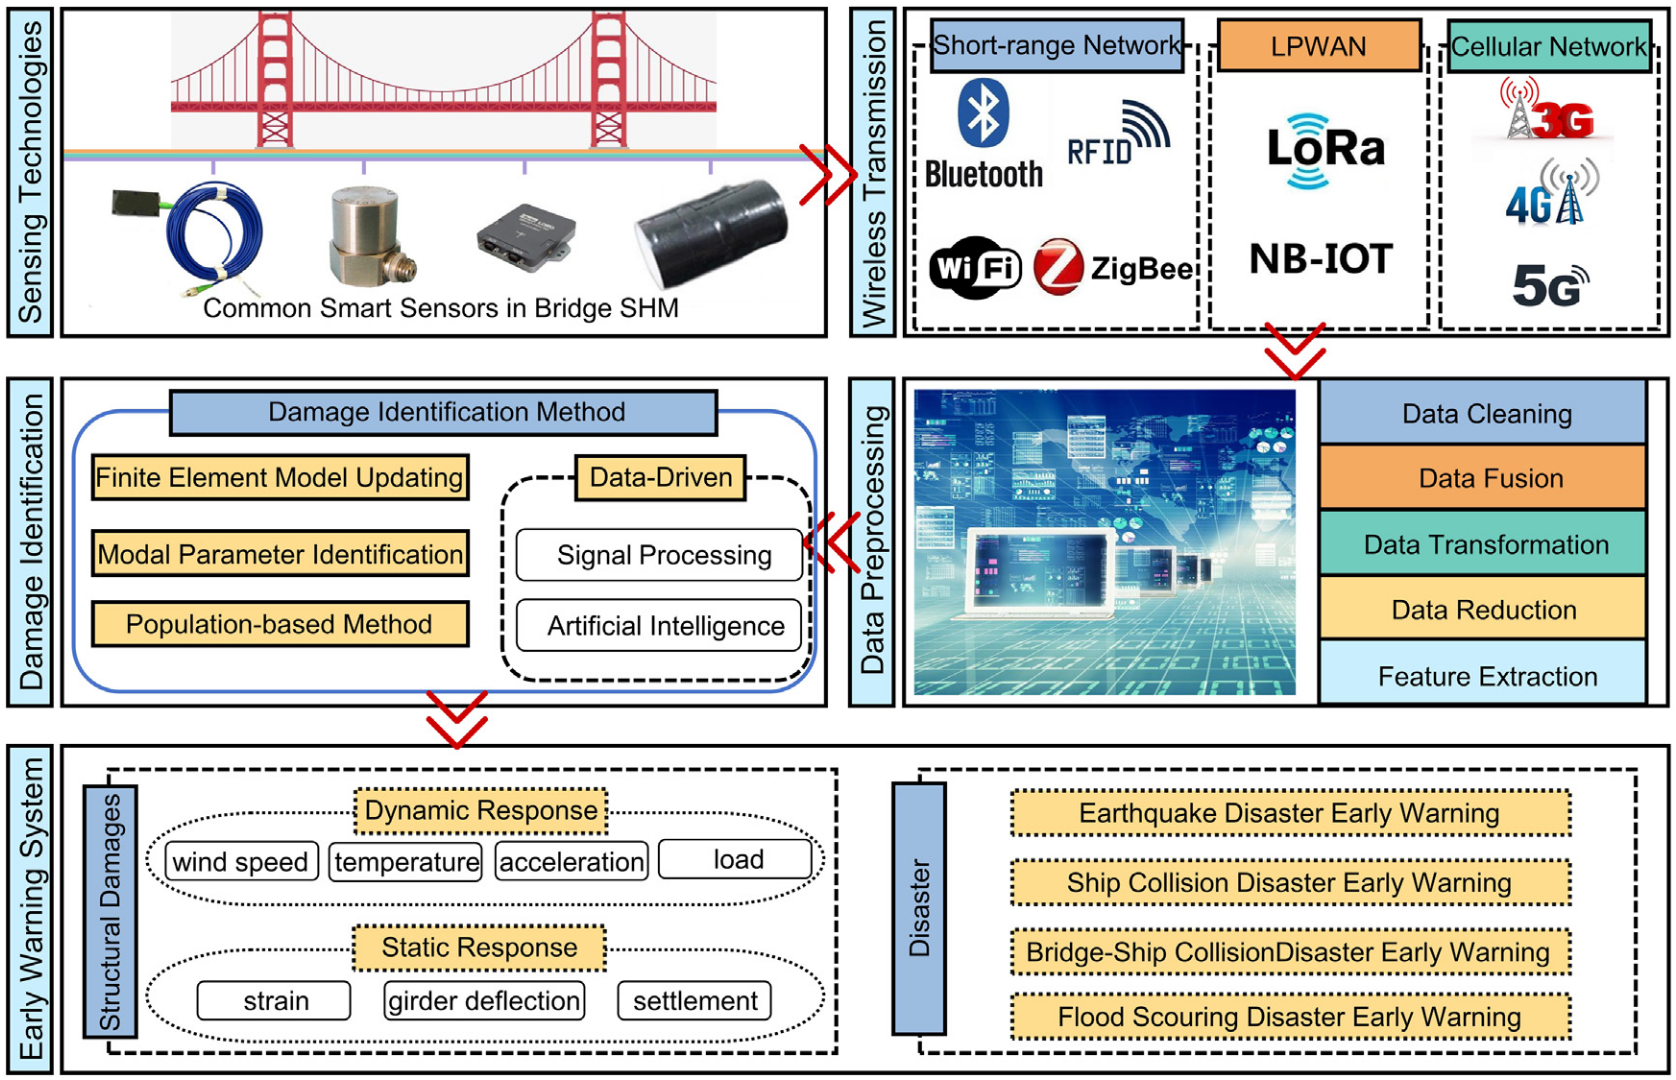 Sensing Technologies
Common Smart Sensors in Bridge SHM
Wireless Transmission
Short-range Network
LPWAN
Cellular Network
Bluetooth
RFID
WiFi
ZigBee
LoRa
NB-IOT
3G
4G
5G
Damage Identification
Damage Identification Method
Finite Element Model Updating
Modal Parameter Identification
Population-based Method
Data-Driven
Signal Processing
Artificial Intelligence
Data Preprocessing
Data Cleaning
Data Fusion
Data Transformation
Data Reduction
Feature Extraction
Early Warning System
Structural Damages
Dynamic Response
wind speed
temperature
acceleration
load
Static Response
strain
girder deflection
settlement
Disaster
Earthquake Disaster Early Warning
Ship Collision Disaster Early Warning
Bridge-Ship CollisionDisaster Early Warning
Flood Scouring Disaster Early Warning